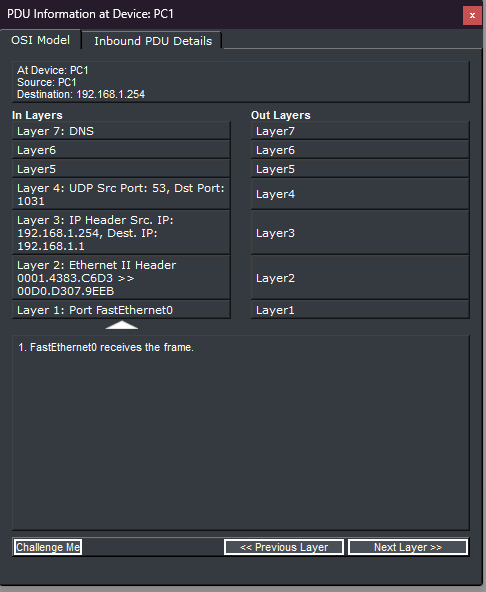 PDU Information at Device: PC1
x
OSI Model
Inbound PDU Details
At Device: PC1
Source: PC1
Destination: 192.168.1.254
In Layers
Out Layers
Layer 7: DNS
Layer7
Layer6
Layer6
Layer5
Layer5
Layer 4: UDP Src Port: 53, Dst Port:
1031
Layer4
Layer 3: IP Header Src. IP:
192.168.1.254, Dest. IP:
192.168.1.1
Layer3
Layer 2: Ethernet II Header
0001.4383.C6D3 >>
00D0.D307.9EEB
Layer2
Layer 1: Port FastEthernet0
Layer1
1. FastEthernet0 receives the frame.
Challenge Me
<< Previous Layer
Next Layer >>